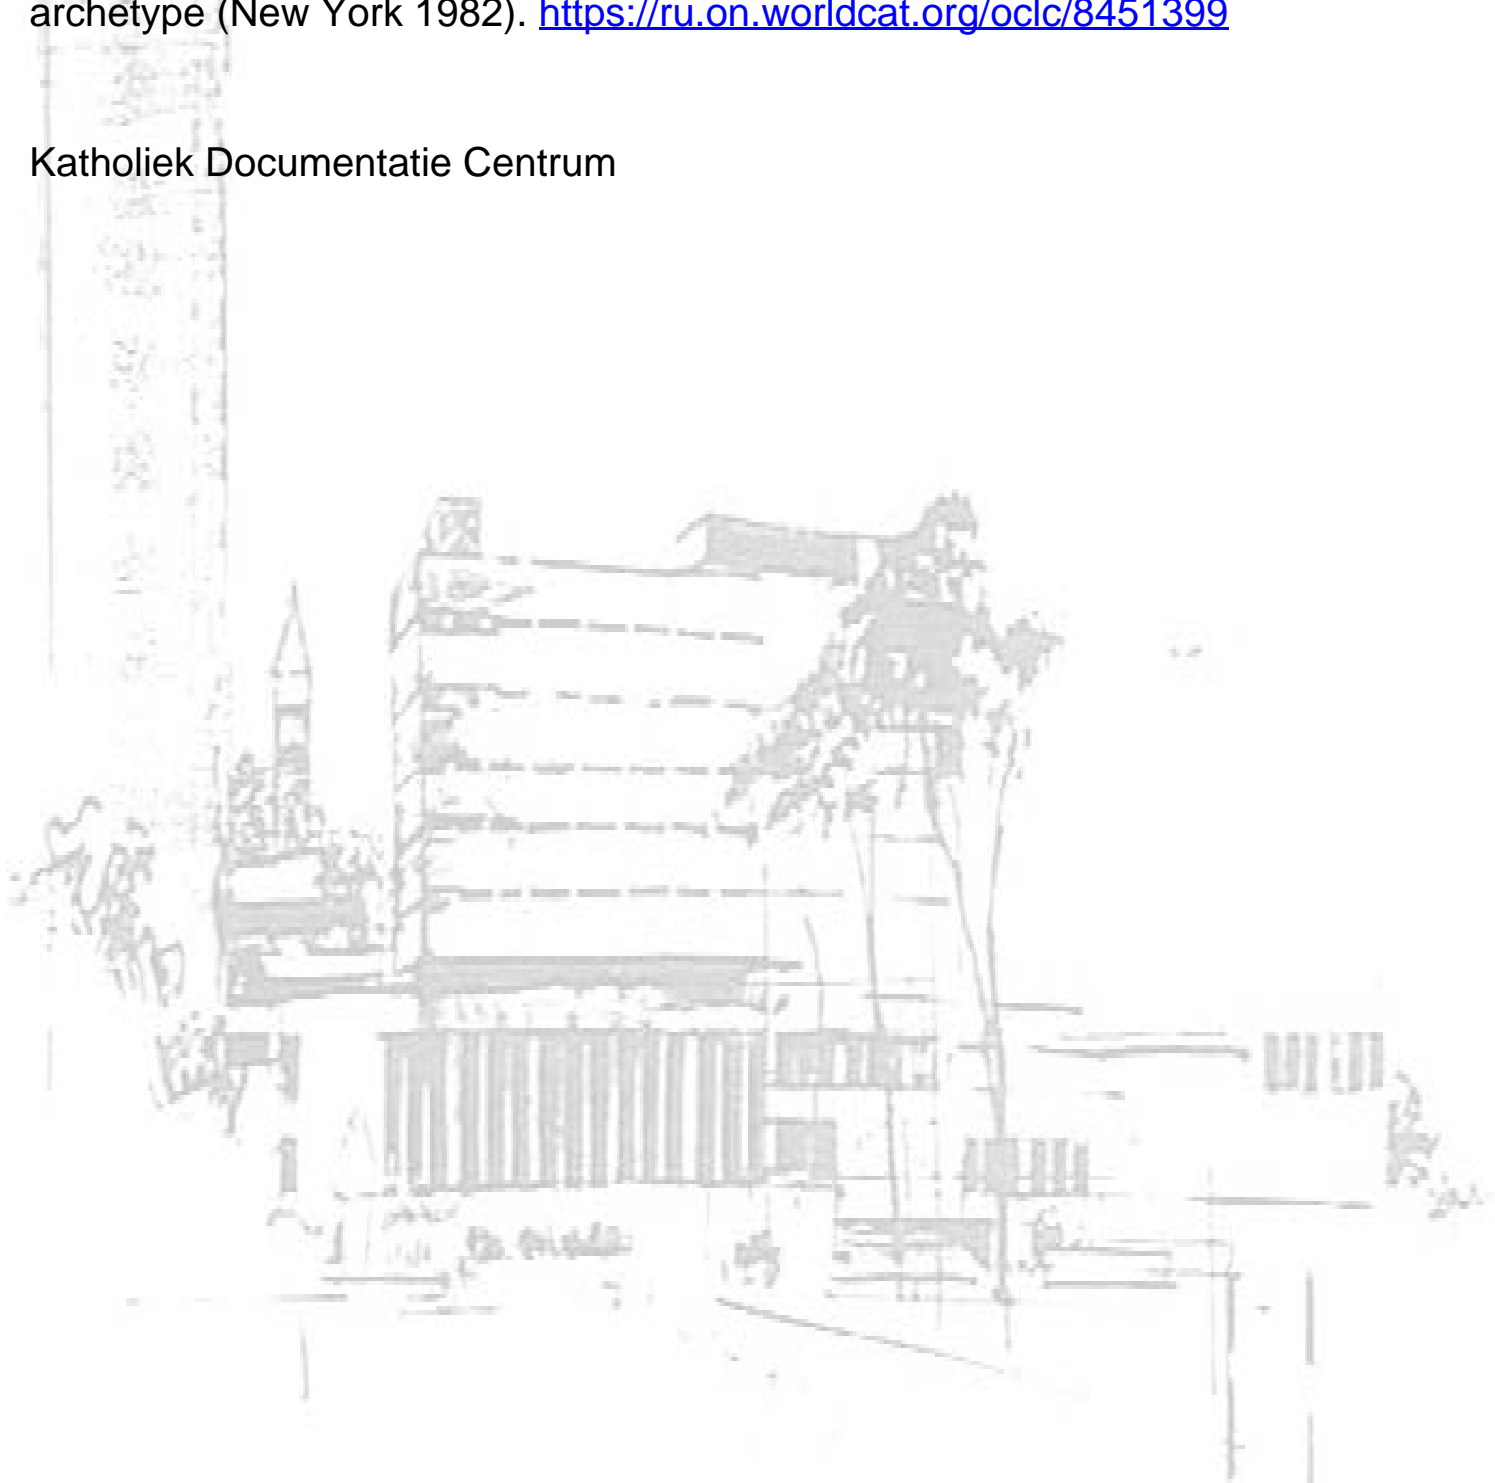 archetype (New York 1982). https://ru.on.worldcat.org/oclc/8451399
Katholiek Documentatie Centrum